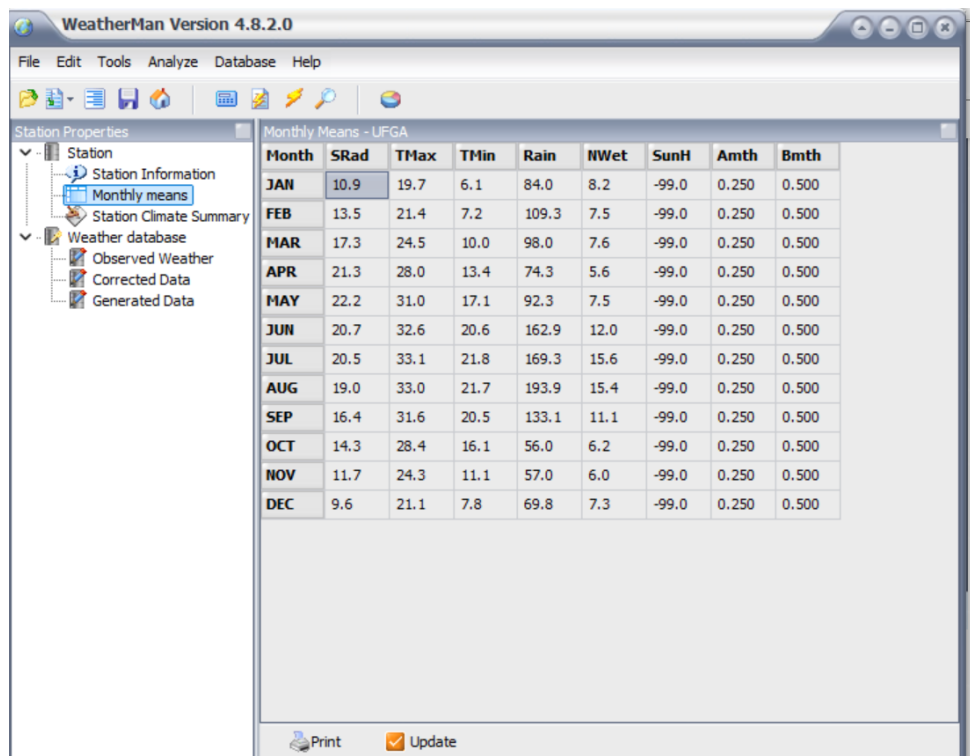 WeatherMan Version 4.8.2.0
File Edit Tools Analyze Database Help
Station Properties
Station
Station Information
Monthly means
Station Climate Summary
Weather database
Observed Weather
Corrected Data
Generated Data
Monthly Means - UFGA
Month SRad TMax TMin Rain NWet SunH Amth Bmth
JAN 10.9 19.7 6.1 84.0 8.2 -99.0 0.250 0.500
FEB 13.5 21.4 7.2 109.3 7.5 -99.0 0.250 0.500
MAR 17.3 24.5 10.0 98.0 7.6 -99.0 0.250 0.500
APR 21.3 28.0 13.4 74.3 5.6 -99.0 0.250 0.500
MAY 22.2 31.0 17.1 92.3 7.5 -99.0 0.250 0.500
JUN 20.7 32.6 20.6 162.9 12.0 -99.0 0.250 0.500
JUL 20.5 33.1 21.8 169.3 15.6 -99.0 0.250 0.500
AUG 19.0 33.0 21.7 193.9 15.4 -99.0 0.250 0.500
SEP 16.4 31.6 20.5 133.1 11.1 -99.0 0.250 0.500
OCT 14.3 28.4 16.1 56.0 6.2 -99.0 0.250 0.500
NOV 11.7 24.3 11.1 57.0 6.0 -99.0 0.250 0.500
DEC 9.6 21.1 7.8 69.8 7.3 -99.0 0.250 0.500
Print Update